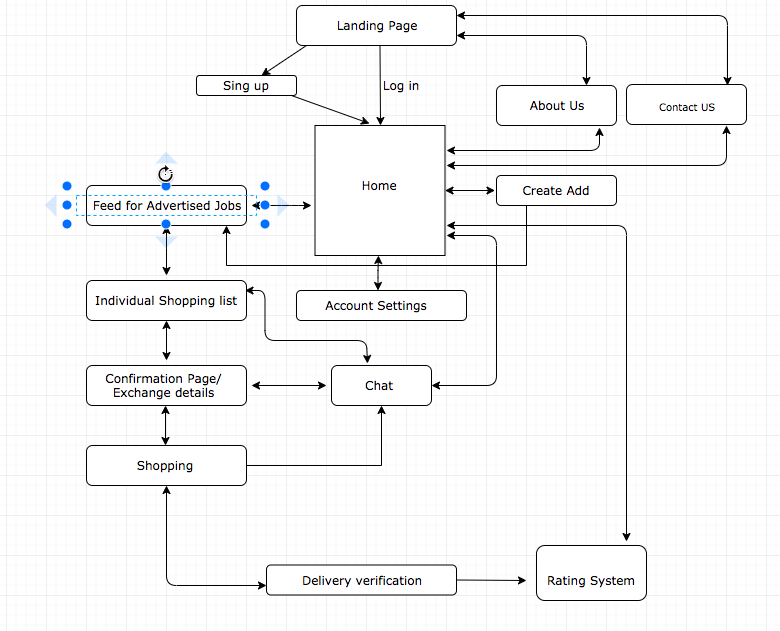 Landing Page
Sing up
Log in
About Us
Contact US
Home
Create Add
Feed for Advertised Jobs
Individual Shopping list
Account Settings
Confirmation Page/
Exchange details
Chat
Shopping
Delivery verification
Rating System